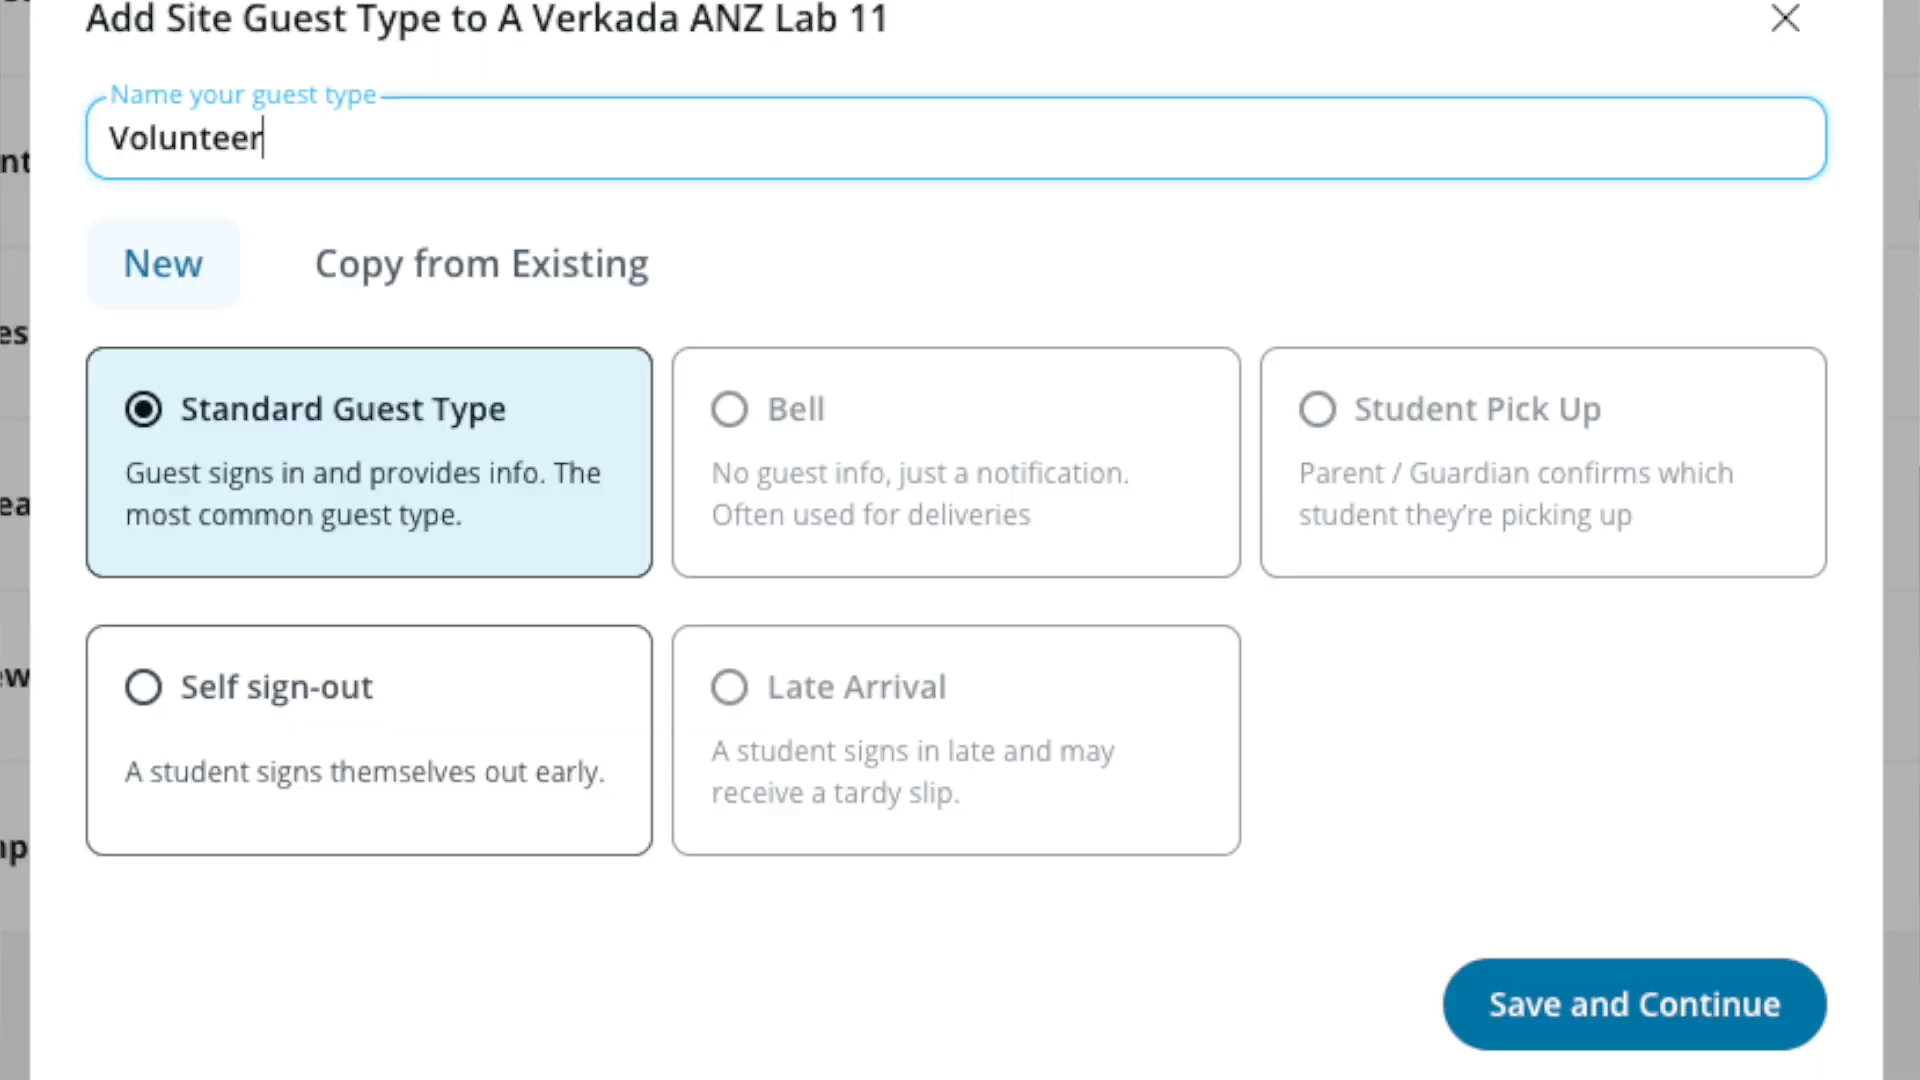 Add Site Guest Type to A Verkada ANZ Lab 11
Name your guest type
Volunteer
New
Copy from Existing
Standard Guest Type
Guest signs in and provides info. The
most common guest type.
Bell
No guest info, just a notification.
Often used for deliveries
Student Pick Up
Parent / Guardian confirms which
student they’re picking up
Self sign-out
A student signs themselves out early.
Late Arrival
A student signs in late and may
receive a tardy slip.
Save and Continue